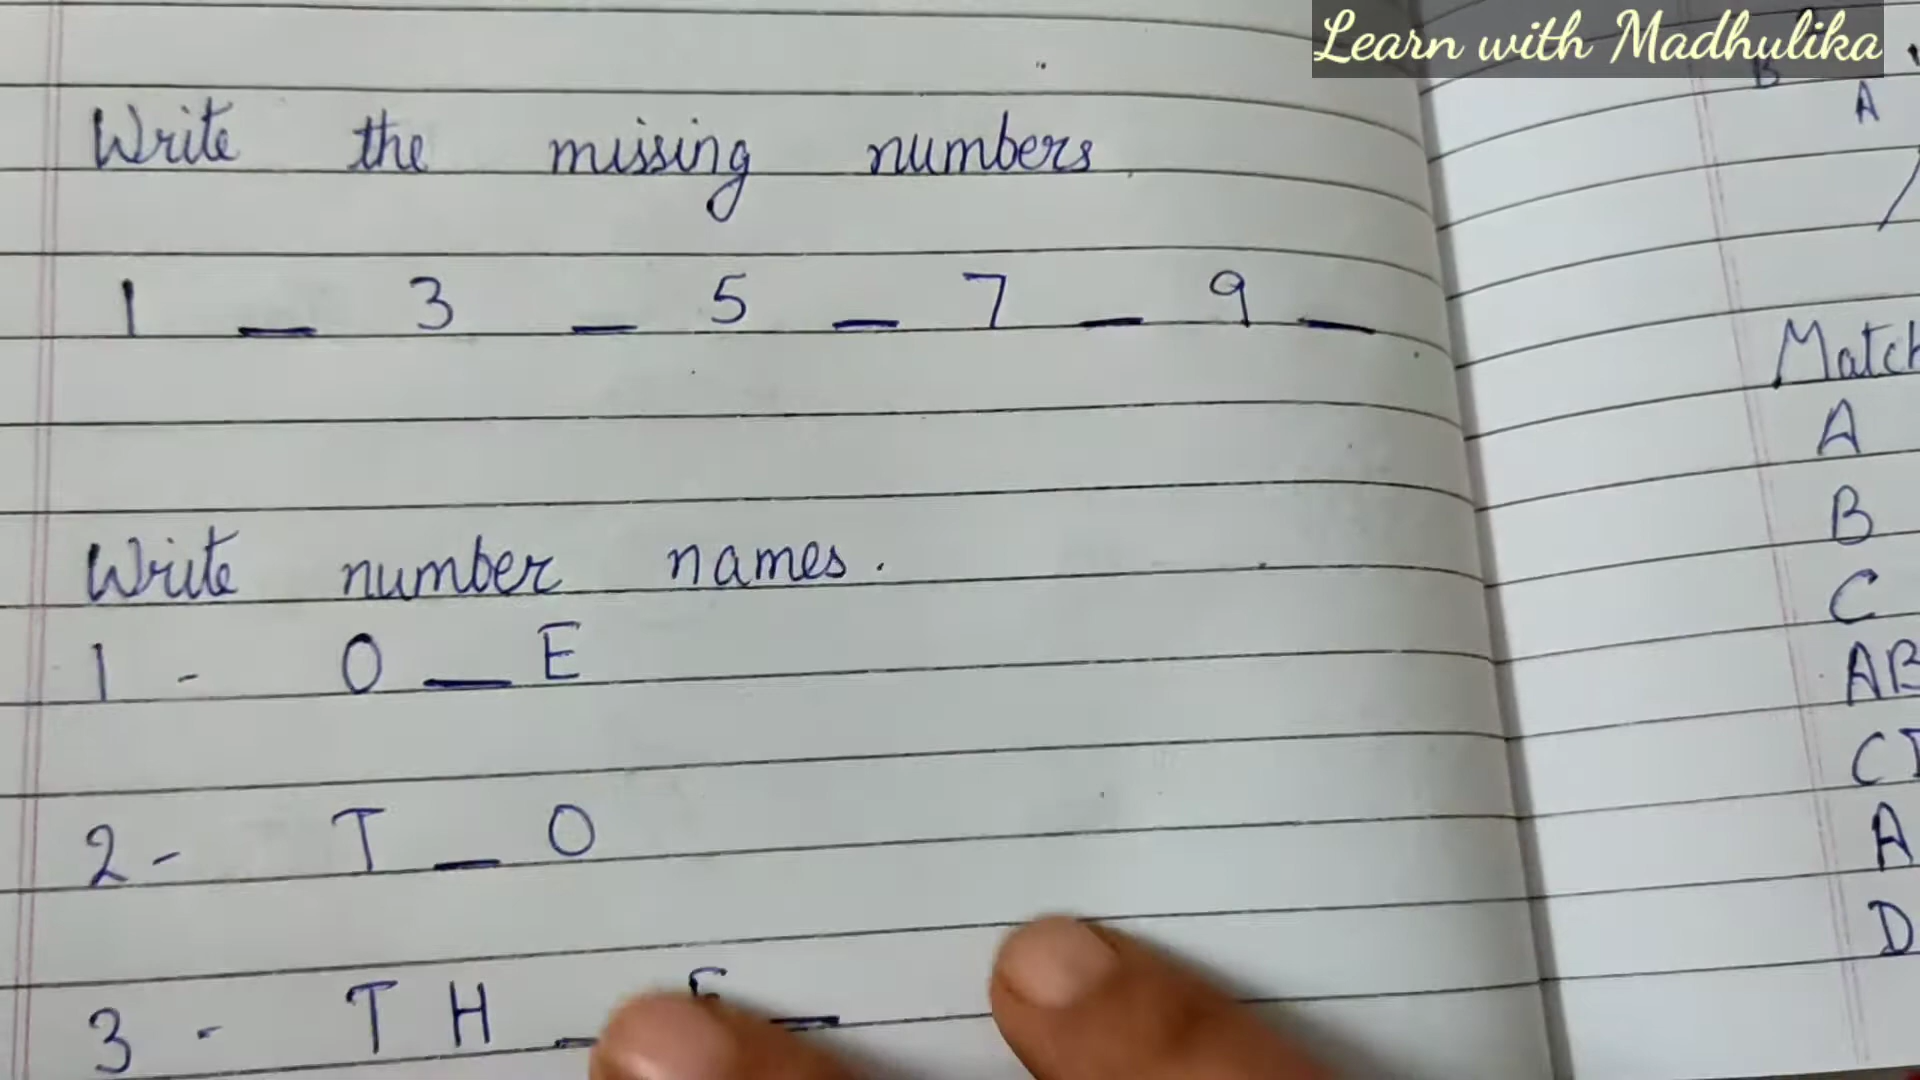 Learn with Madhulika
Write the missing numbers
1 _ 3 _ 5 _ 7 _ 9 _
Write number names.
1 - O _ E
2 - T _ O
3 - T H _ E _
B
A
Match
A
B
C
AB
A
D